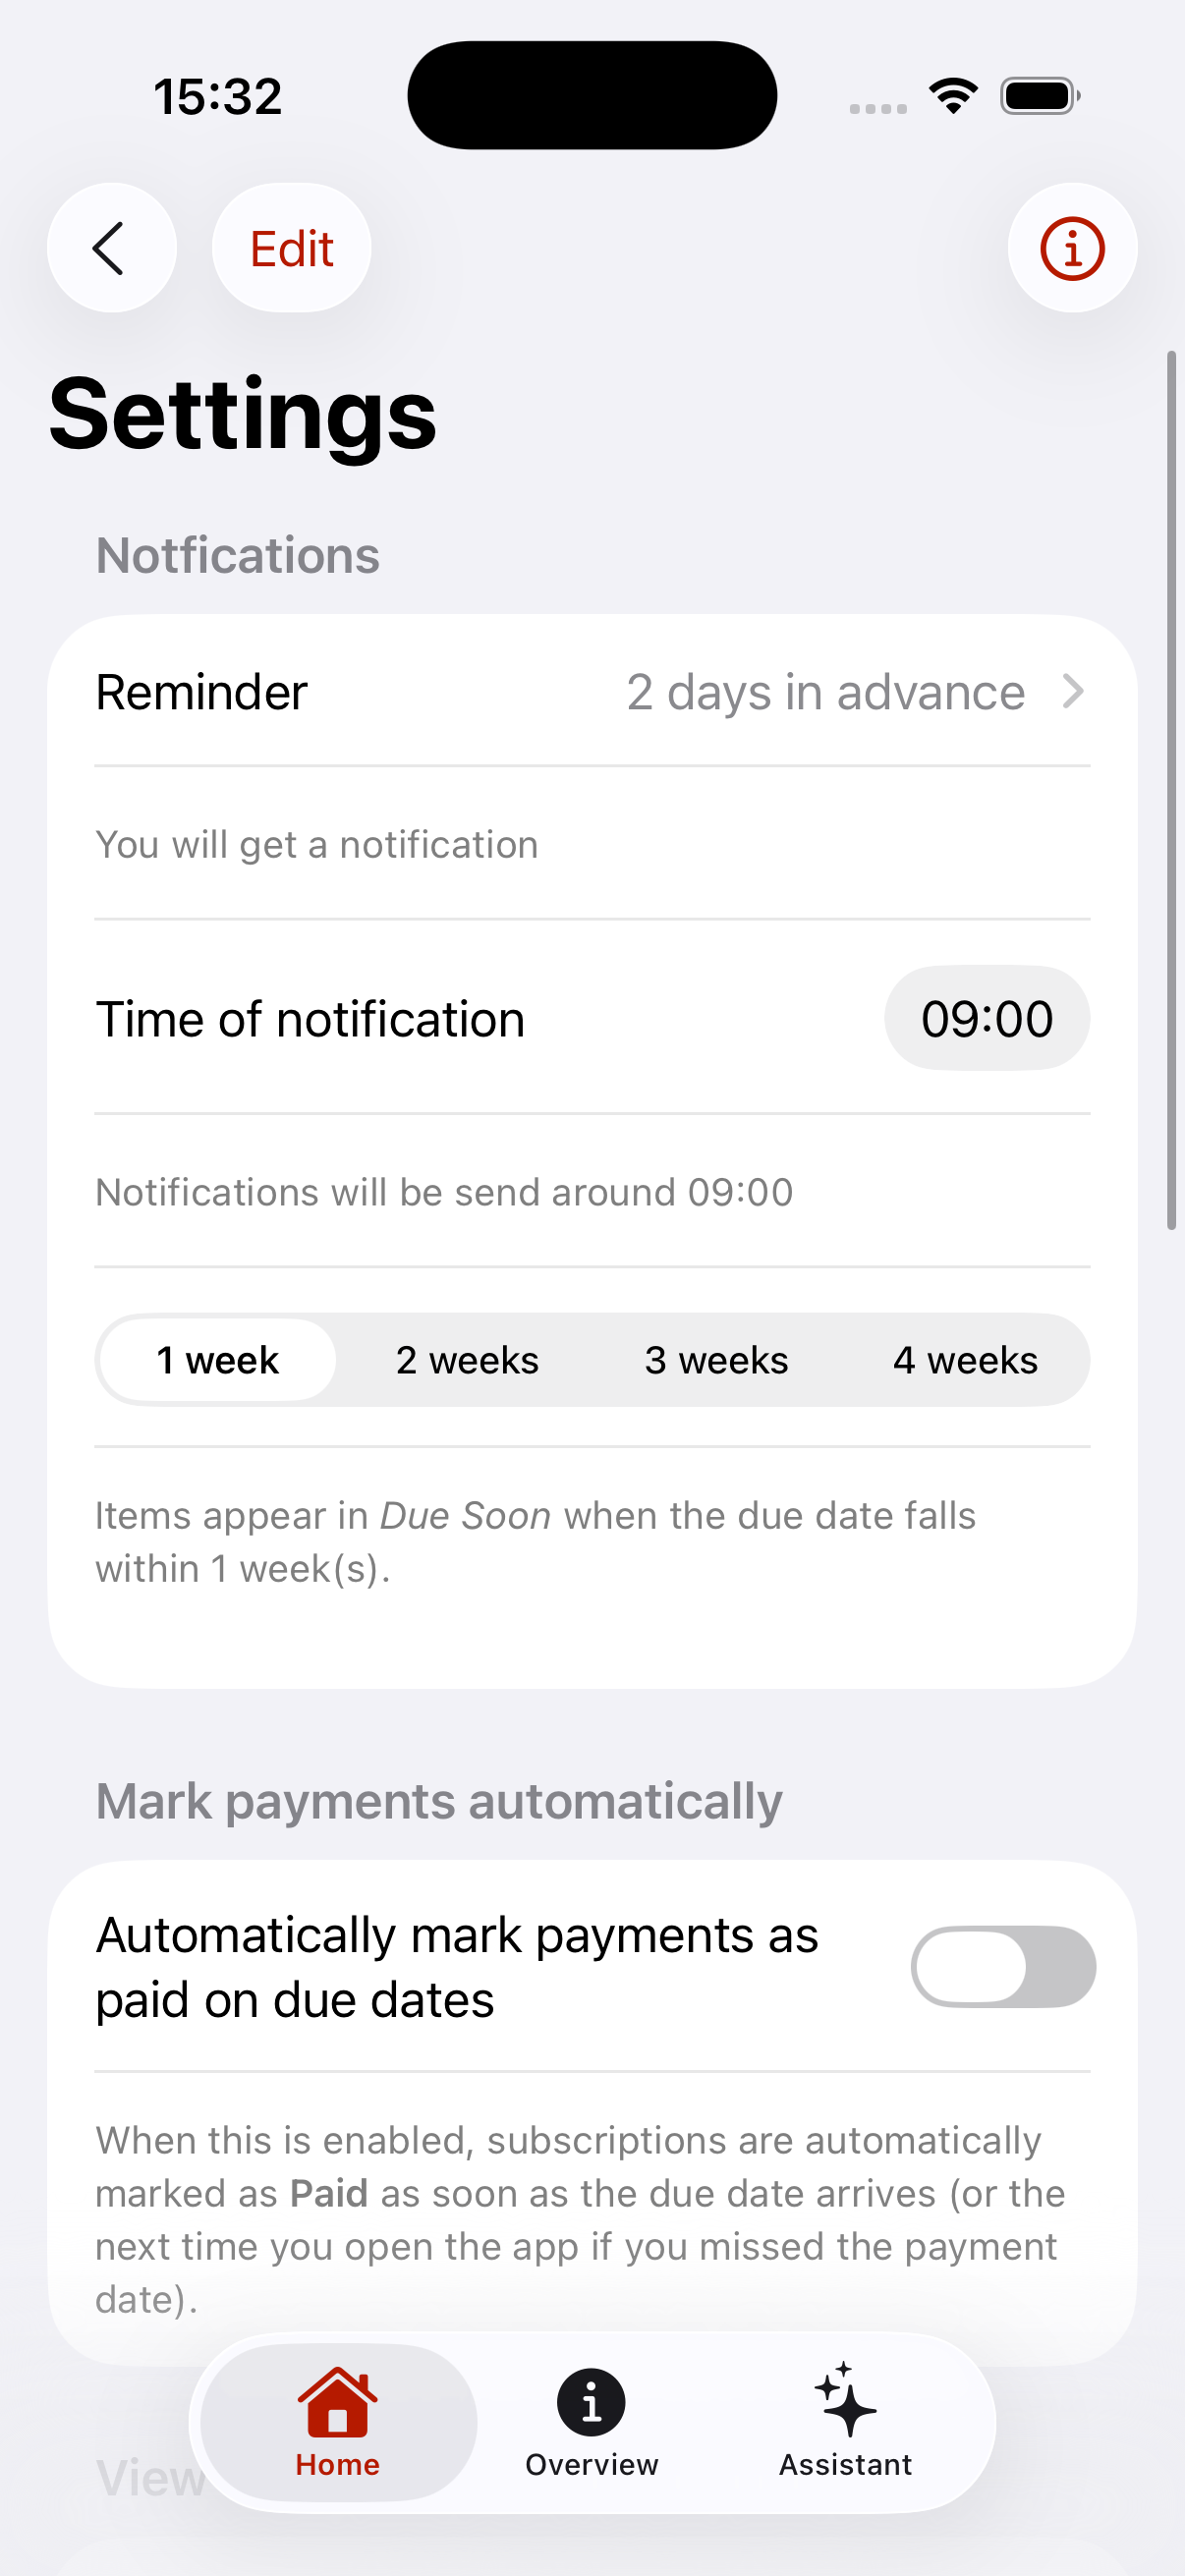 15:32
Edit
Settings
Notfications
Reminder
2 days in advance
You will get a notification
Time of notification
09:00
Notifications will be send around 09:00
1 week
2 weeks
3 weeks
4 weeks
Items appear in Due Soon when the due date falls
within 1 week(s).
Mark payments automatically
Automatically mark payments as
paid on due dates
When this is enabled, subscriptions are automatically
marked as Paid as soon as the due date arrives (or the
next time you open the app if you missed the payment
date).
View
Home
Overview
Assistant